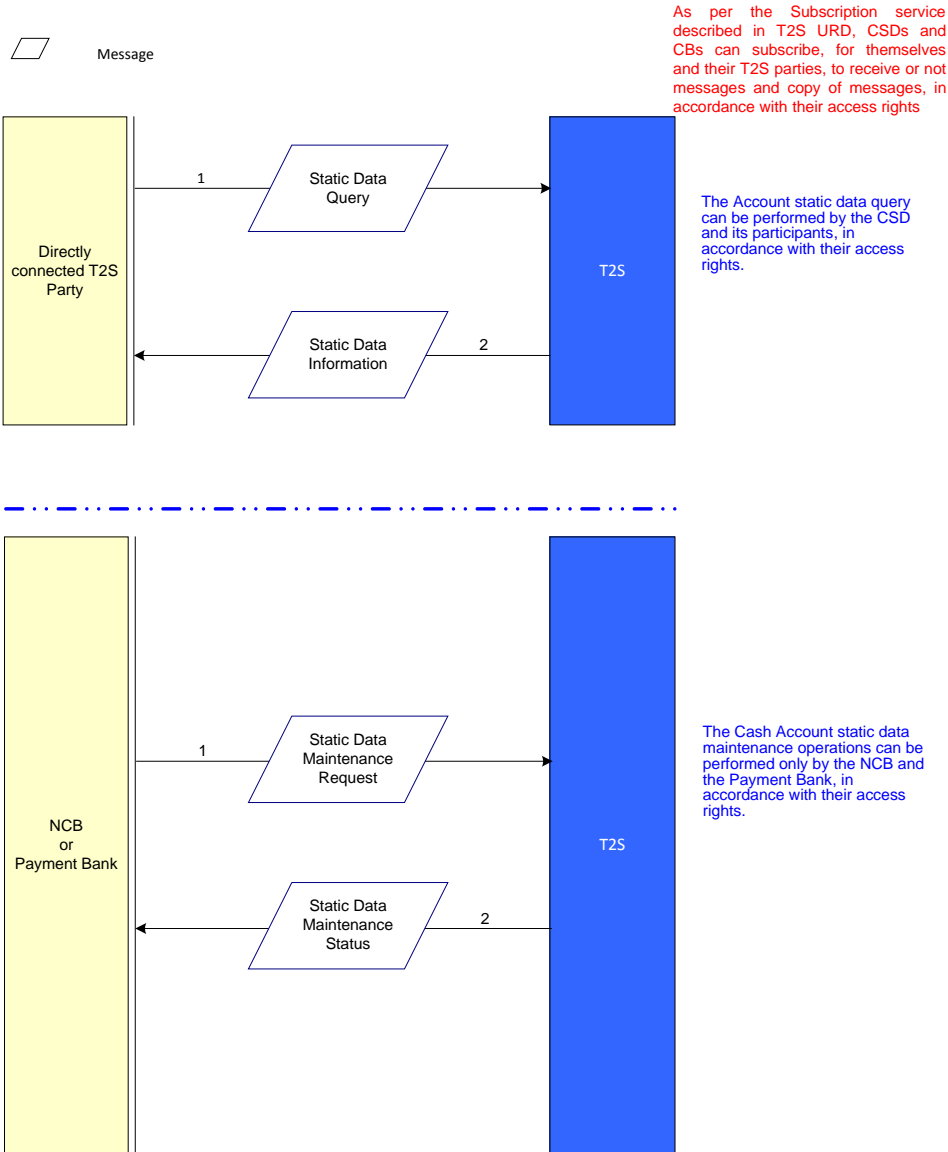 As per the Subscription service
described in T2S URD, CSDs and
CBs can subscribe, for themselves
and their T2S parties, to receive or not
messages and copy of messages, in
accordance with their access rights
Message
1
Static Data
Query
Directly
connected T2S
Party
T2S
The Account static data query
can be performed by the CSD
and its participants, in
accordance with their access
rights.
Static Data
Information
2
1
Static Data
Maintenance
Request
NCB
or
Payment Bank
T2S
The Cash Account static data
maintenance operations can be
performed only by the NCB and
the Payment Bank, in
accordance with their access
rights.
Static Data
Maintenance
Status
2